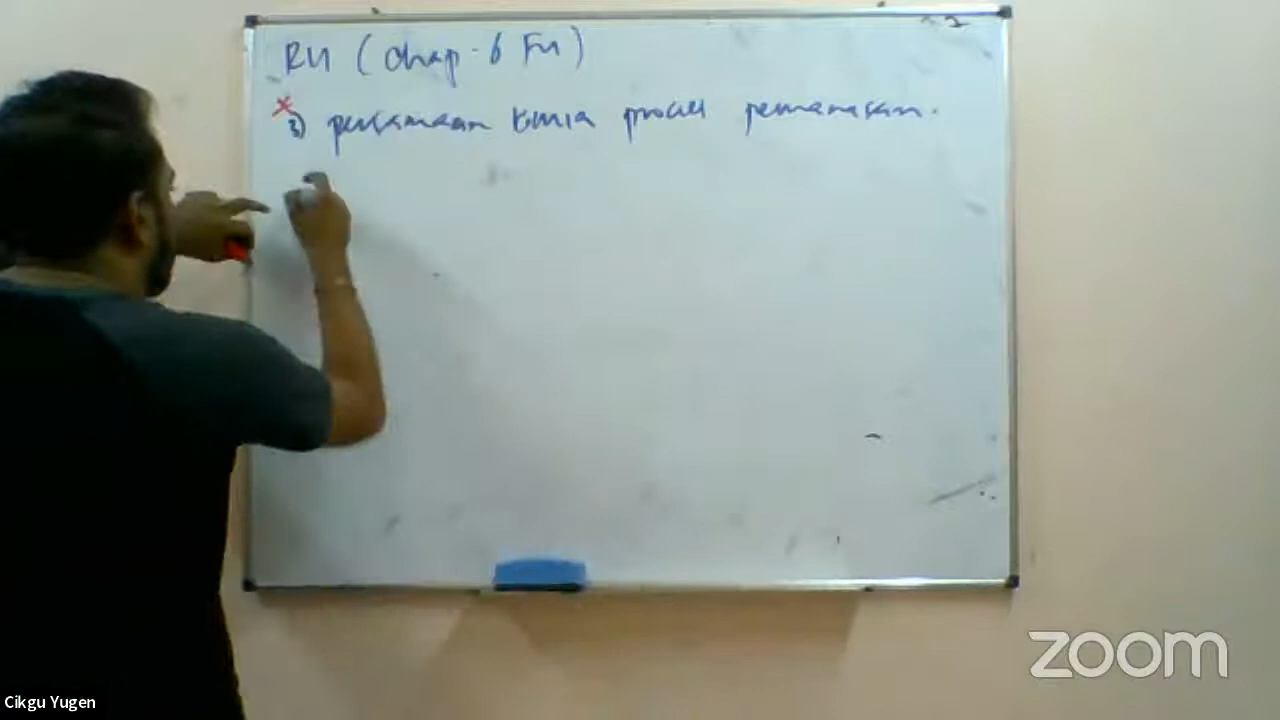 RU (Chap. 6 F4)
3) persamaan kimia proses pemanasan.
zoom
Cikgu Yugen